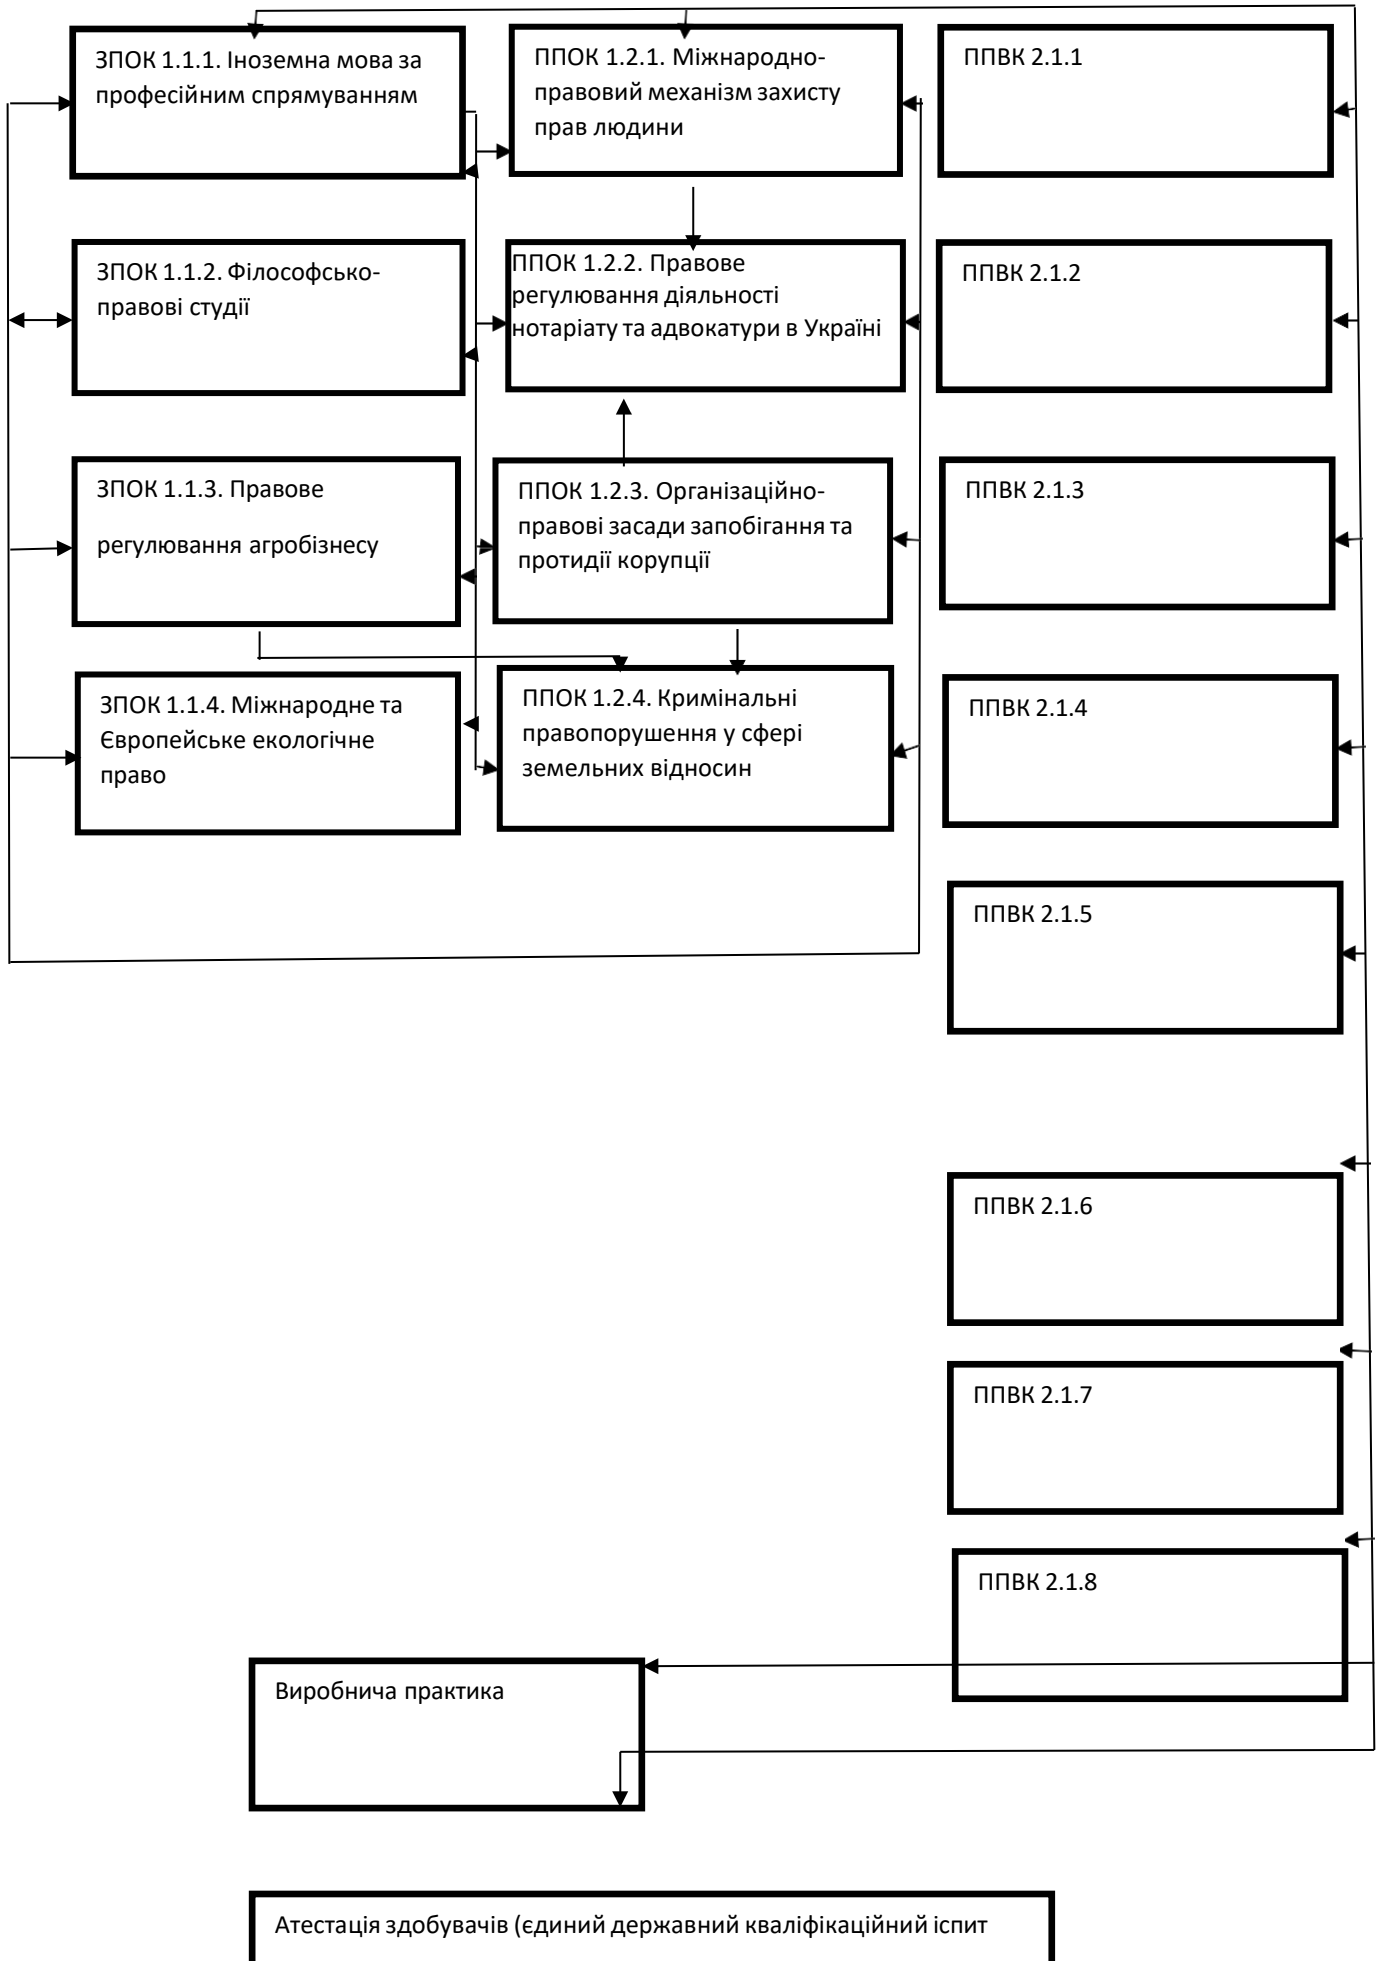 ЗПОК 1.1.1. Іноземна мова за
професійним спрямуванням
ППОК 1.2.1. Міжнародно-
правовий механізм захисту
прав людини
ППВК 2.1.1
ЗПОК 1.1.2. Філософсько-
правові студії
ППОК 1.2.2. Правове
регулювання діяльності
нотаріату та адвокатури в Україні
ППВК 2.1.2
ЗПОК 1.1.3. Правове
регулювання агробізнесу
ППОК 1.2.3. Організаційно-
правові засади запобігання та
протидії корупції
ППВК 2.1.3
ЗПОК 1.1.4. Міжнародне та
Європейське екологічне
право
ППОК 1.2.4. Кримінальні
правопорушення у сфері
земельних відносин
ППВК 2.1.4
ППВК 2.1.5
ППВК 2.1.6
ППВК 2.1.7
ППВК 2.1.8
Виробнича практика
Атестація здобувачів (єдиний державний кваліфікаційний іспит